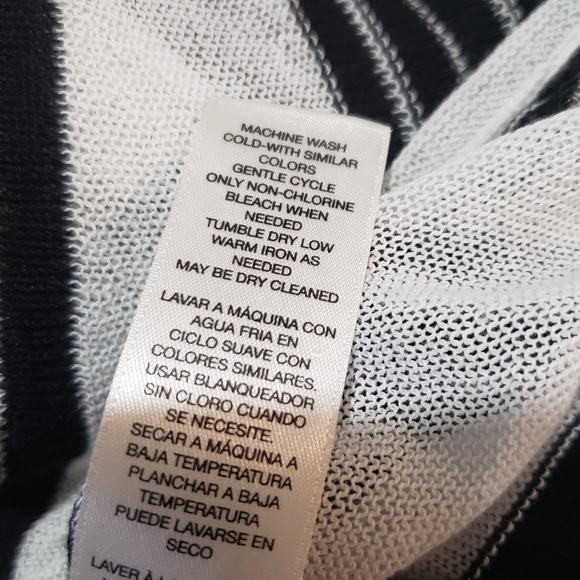 MACHINE WASH
COLD-WITH SIMILAR
COLORS
GENTLE CYCLE
ONLY NON-CHLORINE
BLEACH WHEN
NEEDED
TUMBLE DRY LOW
WARM IRON AS
NEEDED
MAY BE DRY CLEANED
LAVAR A MÁQUINA CON
AGUA FRIA EN
CICLO SUAVE CON
COLORES SIMILARES.
USAR BLANQUEADOR
SIN CLORO CUANDO
SE NECESITE.
SECAR A MÁQUINA A
BAJA TEMPERATURA
PLANCHAR A BAJA
TEMPERATURA
PUEDE LAVARSE EN
SECO
LAVER À